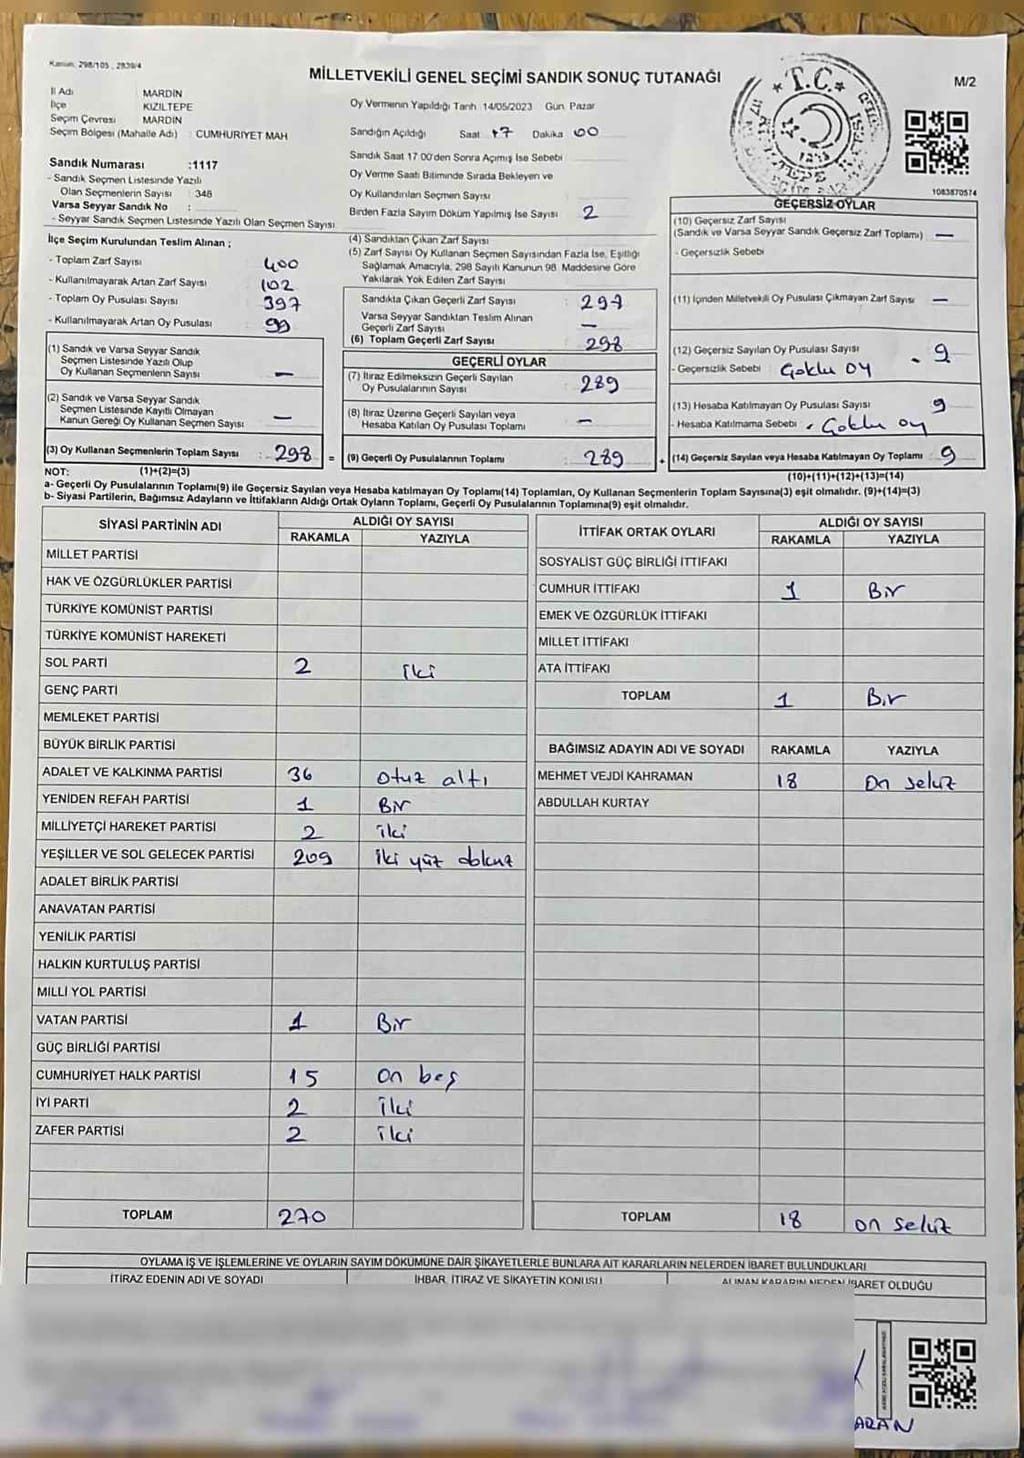 Kanun, 298/105 , 2839/4
MİLLETVEKİLİ GENEL SEÇİMİ SANDIK SONUÇ TUTANAĞI
M/2
İl Adı MARDİN
İlçe KIZILTEPE
Seçim Çevresi MARDİN
Seçim Bölgesi (Mahalle Adı) : CUMHURİYET MAH
Sandık Numarası :1117
- Sandık Seçmen Listesinde Yazılı
Olan Seçmenlerin Sayısı : 348
Varsa Seyyar Sandık No :
- Seyyar Sandık Seçmen Listesinde Yazılı Olan Seçmen Sayısı
Oy Vermenin Yapıldığı Tarih 14/05/2023 Gün Pazar
Sandığın Açıldığı Saat 17 Dakika 00
Sandık Saat 17.00'den Sonra Açımış İse Sebebi
Oy Verme Saati Bitiminde Sırada Bekleyen ve
Oy Kullandırılan Seçmen Sayısı
Birden Fazla Sayım Döküm Yapılmış İse Sayısı 2
T.C.
1083870574
İlçe Seçim Kurulundan Teslim Alınan ;
- Toplam Zarf Sayısı 400
- Kullanılmayarak Artan Zarf Sayısı 102
- Toplam Oy Pusulası Sayısı 397
- Kullanılmayarak Artan Oy Pusulası 99
(1) Sandık ve Varsa Seyyar Sandık
Seçmen Listesinde Yazılı Olup
Oy Kullanan Seçmenlerin Sayısı —
(2) Sandık ve Varsa Seyyar Sandık
Seçmen Listesinde Kayıtlı Olmayan
Kanun Gereği Oy Kullanan Seçmen Sayısı —
(3) Oy Kullanan Seçmenlerin Toplam Sayısı : 298 =
(4) Sandıktan Çıkan Zarf Sayısı
(5) Zarf Sayısı Oy Kullanan Seçmen Sayısından Fazla İse, Eşitliği
Sağlamak Amacıyla, 298 Sayılı Kanunun 98. Maddesine Göre
Yakılarak Yok Edilen Zarf Sayısı
Sandıkta Çıkan Geçerli Zarf Sayısı : 297
Varsa Seyyar Sandıktan Teslim Alınan
Geçerli Zarf Sayısı —
(6) Toplam Geçerli Zarf Sayısı : 298
GEÇERLİ OYLAR
(7) İtiraz Edilmeksizin Geçerli Sayılan
Oy Pusulalarının Sayısı : 289
(8) İtiraz Üzerine Geçerli Sayılan veya
Hesaba Katılan Oy Pusulası Toplamı —
(9) Geçerli Oy Pusulalarının Toplamı : 289 +
GEÇERSİZ OYLAR
(10) Geçersiz Zarf Sayısı
(Sandık ve Varsa Seyyar Sandık Geçersiz Zarf Toplamı) —
- Geçersizlik Sebebi
(11) İçinden Milletvekili Oy Pusulası Çıkmayan Zarf Sayısı —
(12) Geçersiz Sayılan Oy Pusulası Sayısı 9
- Geçersizlik Sebebi : Çoklu oy
(13) Hesaba Katılmayan Oy Pusulası Sayısı 9
- Hesaba Katılmama Sebebi : Çoklu oy
(14) Geçersiz Sayılan veya Hesaba Katılmayan Oy Toplamı 9
NOT: (1)+(2)=(3) (10)+(11)+(12)+(13)=(14)
a- Geçerli Oy Pusulalarının Toplamı(9) ile Geçersiz Sayılan veya Hesaba katılmayan Oy Toplamı(14) Toplamları, Oy Kullanan Seçmenlerin Toplam Sayısına(3) eşit olmalıdır. (9)+(14)=(3)
b- Siyasi Partilerin, Bağımsız Adayların ve İttifakların Aldığı Ortak Oyların Toplamı, Geçerli Oy Pusulalarının Toplamına(9) eşit olmalıdır.
SİYASİ PARTİNİN ADI ALDIĞI OY SAYISI
RAKAMLA YAZIYLA
MİLLET PARTİSİ
HAK VE ÖZGÜRLÜKLER PARTİSİ
TÜRKİYE KOMÜNİST PARTİSİ
TÜRKİYE KOMÜNİST HAREKETİ
SOL PARTİ 2 iki
GENÇ PARTİ
MEMLEKET PARTİSİ
BÜYÜK BİRLİK PARTİSİ
ADALET VE KALKINMA PARTİSİ 36 otuz altı
YENİDEN REFAH PARTİSİ 1 Bir
MİLLİYETÇİ HAREKET PARTİSİ 2 iki
YEŞİLLER VE SOL GELECEK PARTİSİ 209 iki yüz dokuz
ADALET BİRLİK PARTİSİ
ANAVATAN PARTİSİ
YENİLİK PARTİSİ
HALKIN KURTULUŞ PARTİSİ
MİLLİ YOL PARTİSİ
VATAN PARTİSİ 1 Bir
GÜÇ BİRLİĞİ PARTİSİ
CUMHURİYET HALK PARTİSİ 15 on beş
İYİ PARTİ 2 iki
ZAFER PARTİSİ 2 iki
TOPLAM 270
İTTİFAK ORTAK OYLARI ALDIĞI OY SAYISI
RAKAMLA YAZIYLA
SOSYALİST GÜÇ BİRLİĞİ İTTİFAKI
CUMHUR İTTİFAKI 1 Bir
EMEK VE ÖZGÜRLÜK İTTİFAKI
MİLLET İTTİFAKI
ATA İTTİFAKI
TOPLAM 1 Bir
BAĞIMSIZ ADAYIN ADI VE SOYADI RAKAMLA YAZIYLA
MEHMET VEJDİ KAHRAMAN 18 on sekiz
ABDULLAH KURTAY
TOPLAM 18 on sekiz
OYLAMA İŞ VE İŞLEMLERİNE VE OYLARIN SAYIM DÖKÜMÜNE DAİR ŞİKAYETLERLE BUNLARA AİT KARARLARIN NELERDEN İBARET BULUNDUKLARI
İTİRAZ EDENİN ADI VE SOYADI İHBAR, İTİRAZ VE ŞİKAYETİN KONUSU ALINAN KARARIN NEDEN İBARET OLDUĞU
ARAN